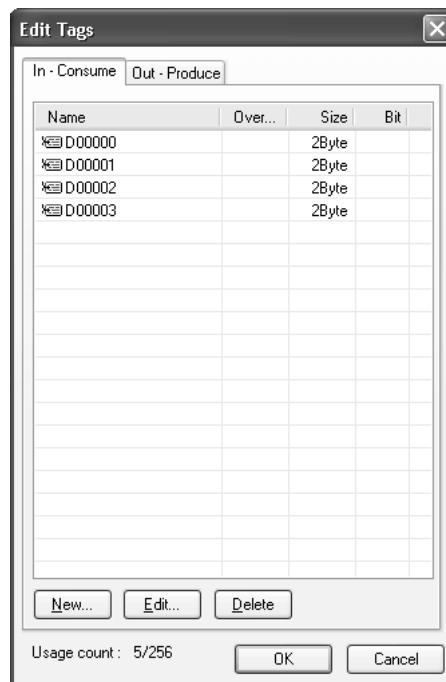 Edit Tags
In - Consume Out - Produce
Name Over... Size Bit
D00000 2Byte
D00001 2Byte
D00002 2Byte
D00003 2Byte
New... Edit... Delete
Usage count : 5/256 OK Cancel